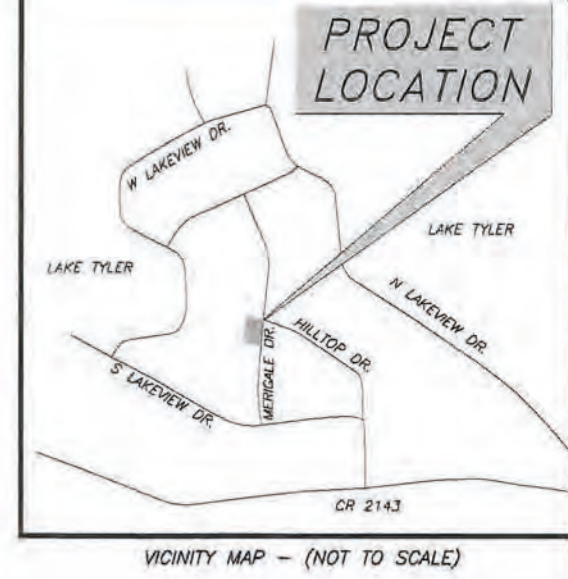 PROJECT
LOCATION
W LAKEVIEW DR.
LAKE TYLER
LAKE TYLER
N LAKEVIEW DR.
HILLTOP DR.
MERIGALE DR.
S LAKEVIEW DR.
CR 2143
VICINITY MAP - (NOT TO SCALE)